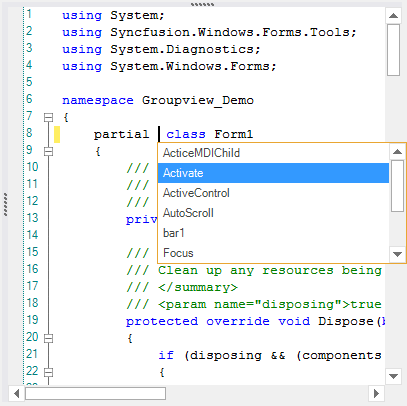 1 using System;
2 using Syncfusion.Windows.Forms.Tools;
3 using System.Diagnostics;
4 using System.Windows.Forms;
5
6 namespace Groupview_Demo
7 {
8 partial class Form1
9 {
ActiceMDIChild
10 ///
Activate
11 ///
ActiveControl
12 ///
AutoScroll
13 priv
bar1
14
Focus
15 ///
16 /// Clean up any resources being
17 /// </summary>
18 /// <param name="disposing">true
19 protected override void Dispose(b
20 {
21 if (disposing && (components
22 {